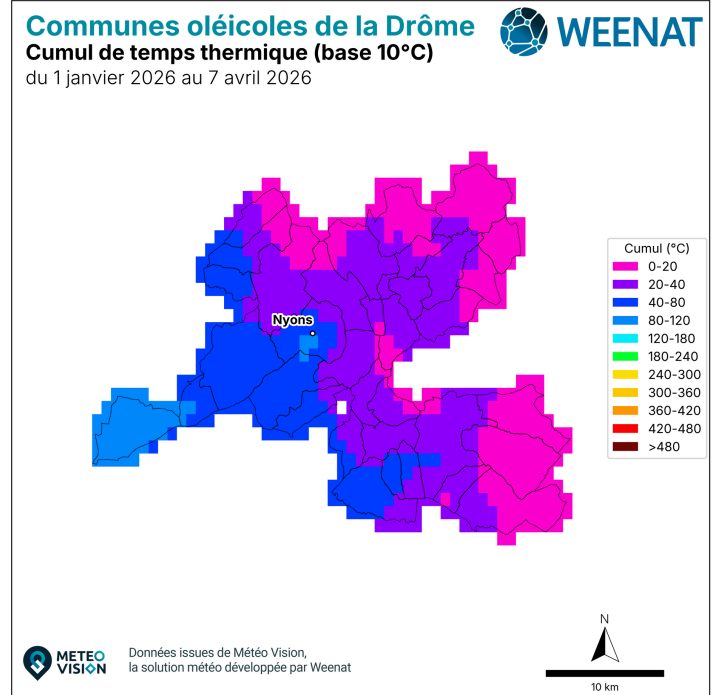 Communes oléicoles de la Drôme
Cumul de temps thermique (base 10°C)
du 1 janvier 2026 au 7 avril 2026
WEENAT
Nyons
Cumul (°C)
0-20
20-40
40-80
80-120
120-180
180-240
240-300
300-360
360-420
420-480
>480
METEO
VISION
Données issues de Météo Vision,
la solution météo développée par Weenat
N
10 km